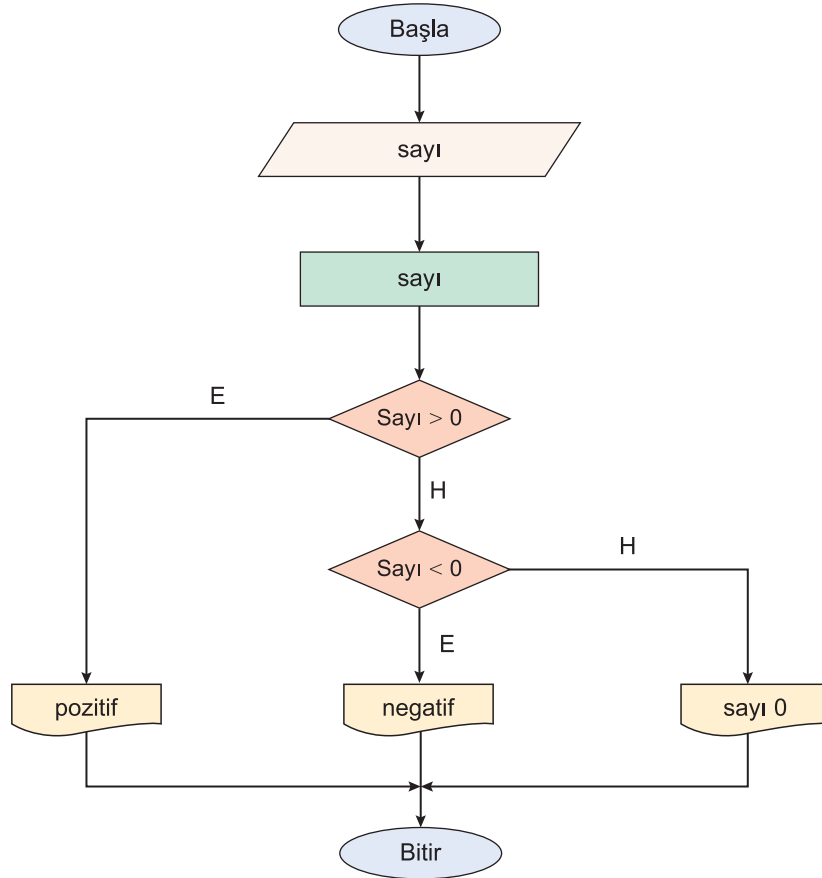 Başla
sayı
sayı
E
Sayı > 0
H
H
Sayı < 0
E
pozitif
negatif
sayı 0
Bitir